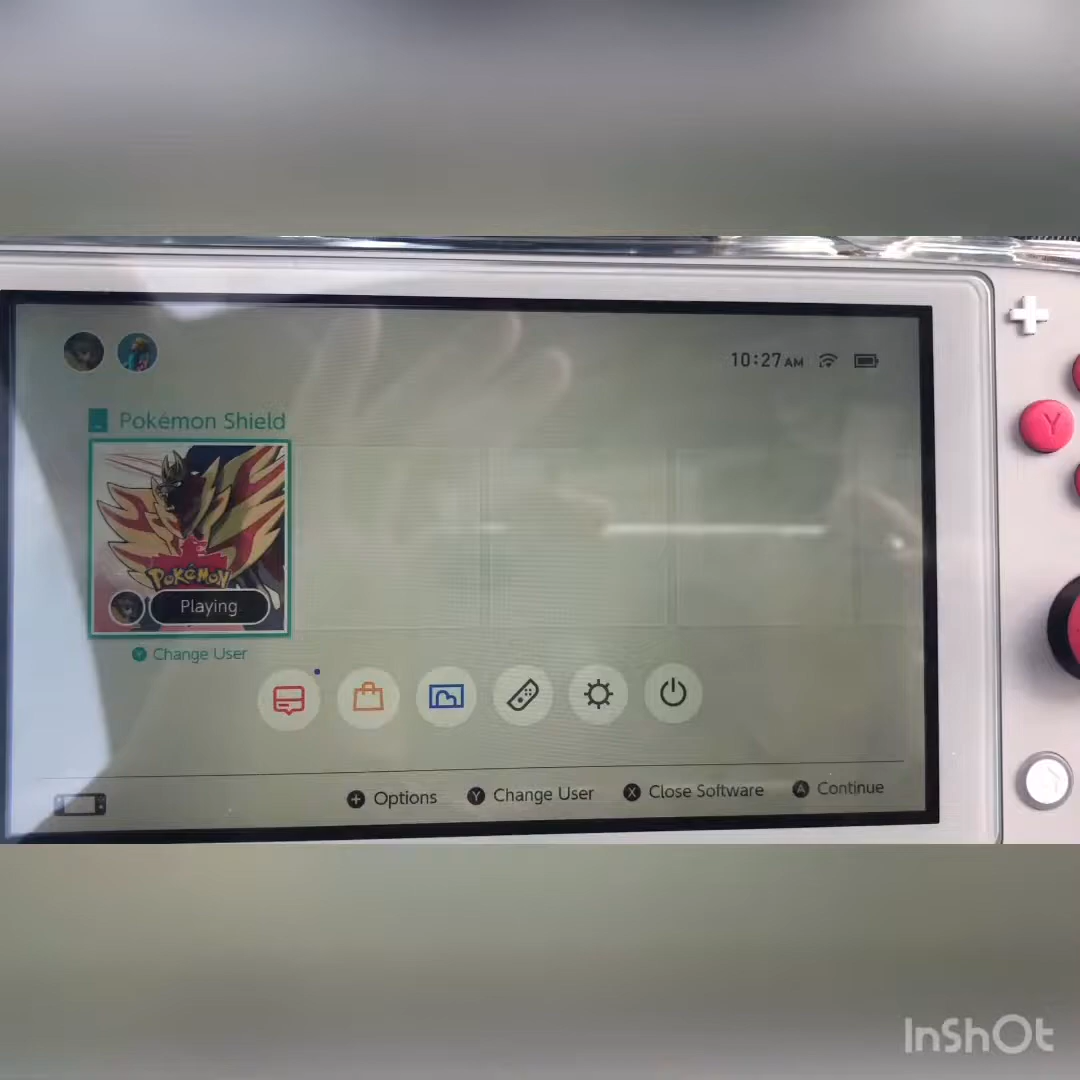 10:27 AM
Pokémon Shield
POKÉMON
Playing
Y Change User
+ Options Y Change User X Close Software A Continue
Y
InShOt